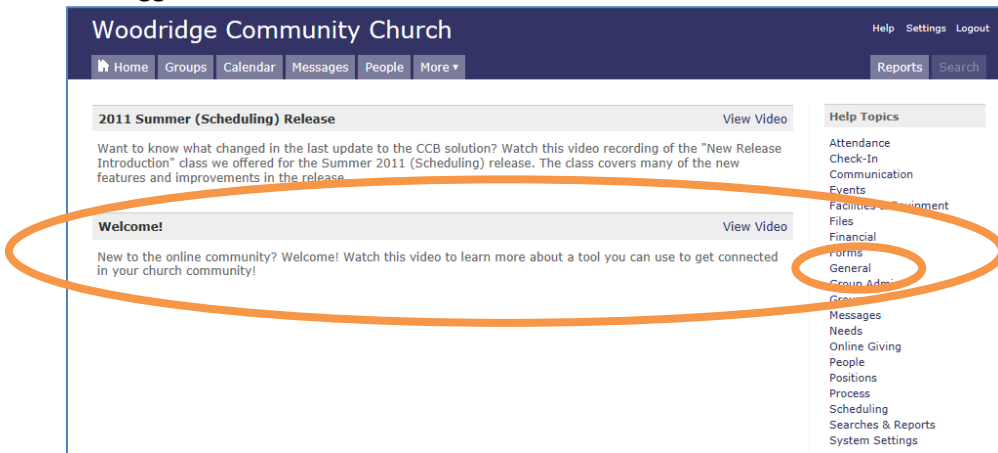 Woodridge Community Church
Help Settings Logout
Home Groups Calendar Messages People More ▾
Reports Search
2011 Summer (Scheduling) Release View Video
Want to know what changed in the last update to the CCB solution? Watch this video recording of the "New Release
Introduction" class we offered for the Summer 2011 (Scheduling) release. The class covers many of the new
features and improvements in the release.
Welcome! View Video
New to the online community? Welcome! Watch this video to learn more about a tool you can use to get connected
in your church community!
Help Topics
Attendance
Check-In
Communication
Events
Facilities & Equipment
Files
Financial
Forms
General
Group Admin
Messages
Needs
Online Giving
People
Positions
Process
Scheduling
Searches & Reports
System Settings